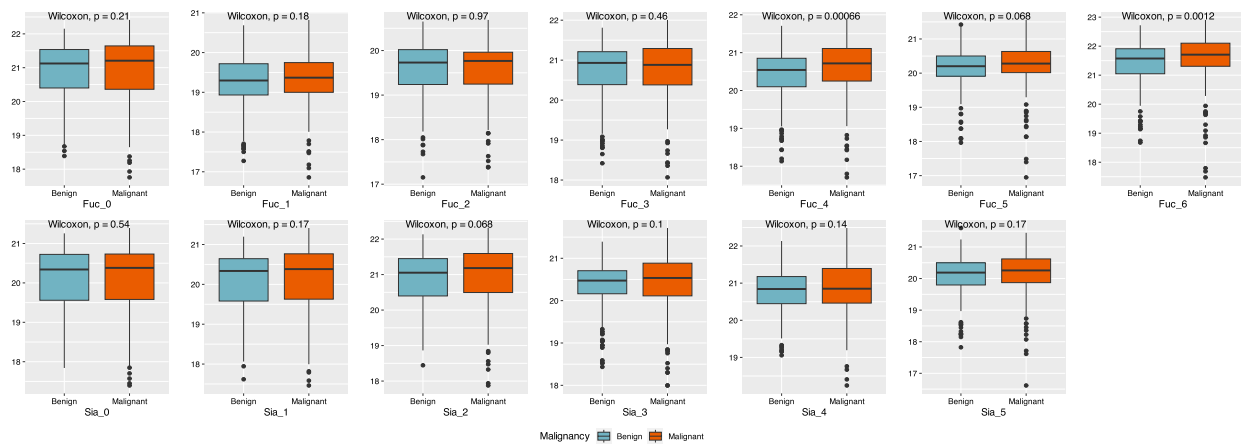 Wilcoxon, p = 0.21
22
21
20
19
18
Benign Malignant
Fuc_0
Wilcoxon, p = 0.18
21
20
19
18
17
Benign Malignant
Fuc_1
Wilcoxon, p = 0.97
20
19
18
17
Benign Malignant
Fuc_2
Wilcoxon, p = 0.46
22
21
20
19
18
Benign Malignant
Fuc_3
Wilcoxon, p = 0.00066
22
21
20
19
18
Benign Malignant
Fuc_4
Wilcoxon, p = 0.068
22
21
20
19
18
17
Benign Malignant
Fuc_5
Wilcoxon, p = 0.0012
23
22
21
20
19
18
Benign Malignant
Fuc_6
Wilcoxon, p = 0.54
21
20
19
18
Benign Malignant
Sia_0
Wilcoxon, p = 0.17
21
20
19
18
Benign Malignant
Sia_1
Wilcoxon, p = 0.068
22
21
20
19
18
Benign Malignant
Sia_2
Wilcoxon, p = 0.1
22
21
20
19
18
Benign Malignant
Sia_3
Wilcoxon, p = 0.14
22
21
20
19
Benign Malignant
Sia_4
Wilcoxon, p = 0.17
21
20
19
18
17
Benign Malignant
Sia_5
Malignancy Benign Malignant